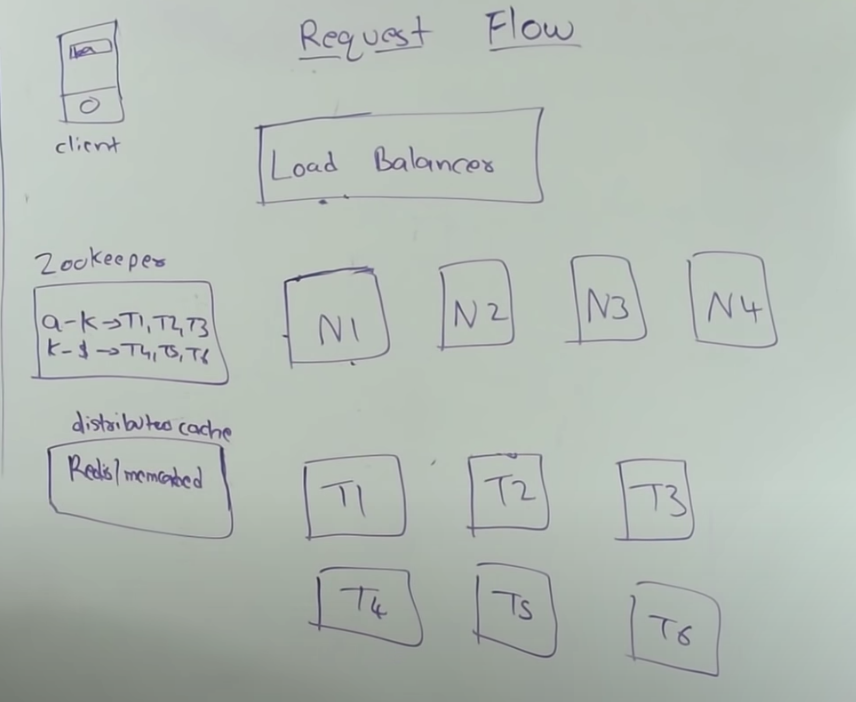 Request Flow
client
Load Balancer
Zookeeper
a-k→T1, T2, T3
k-$→T4, T5, T6
N1
N2
N3
N4
distributed cache
Redis/memcached
T1
T2
T3
T4
T5
T6